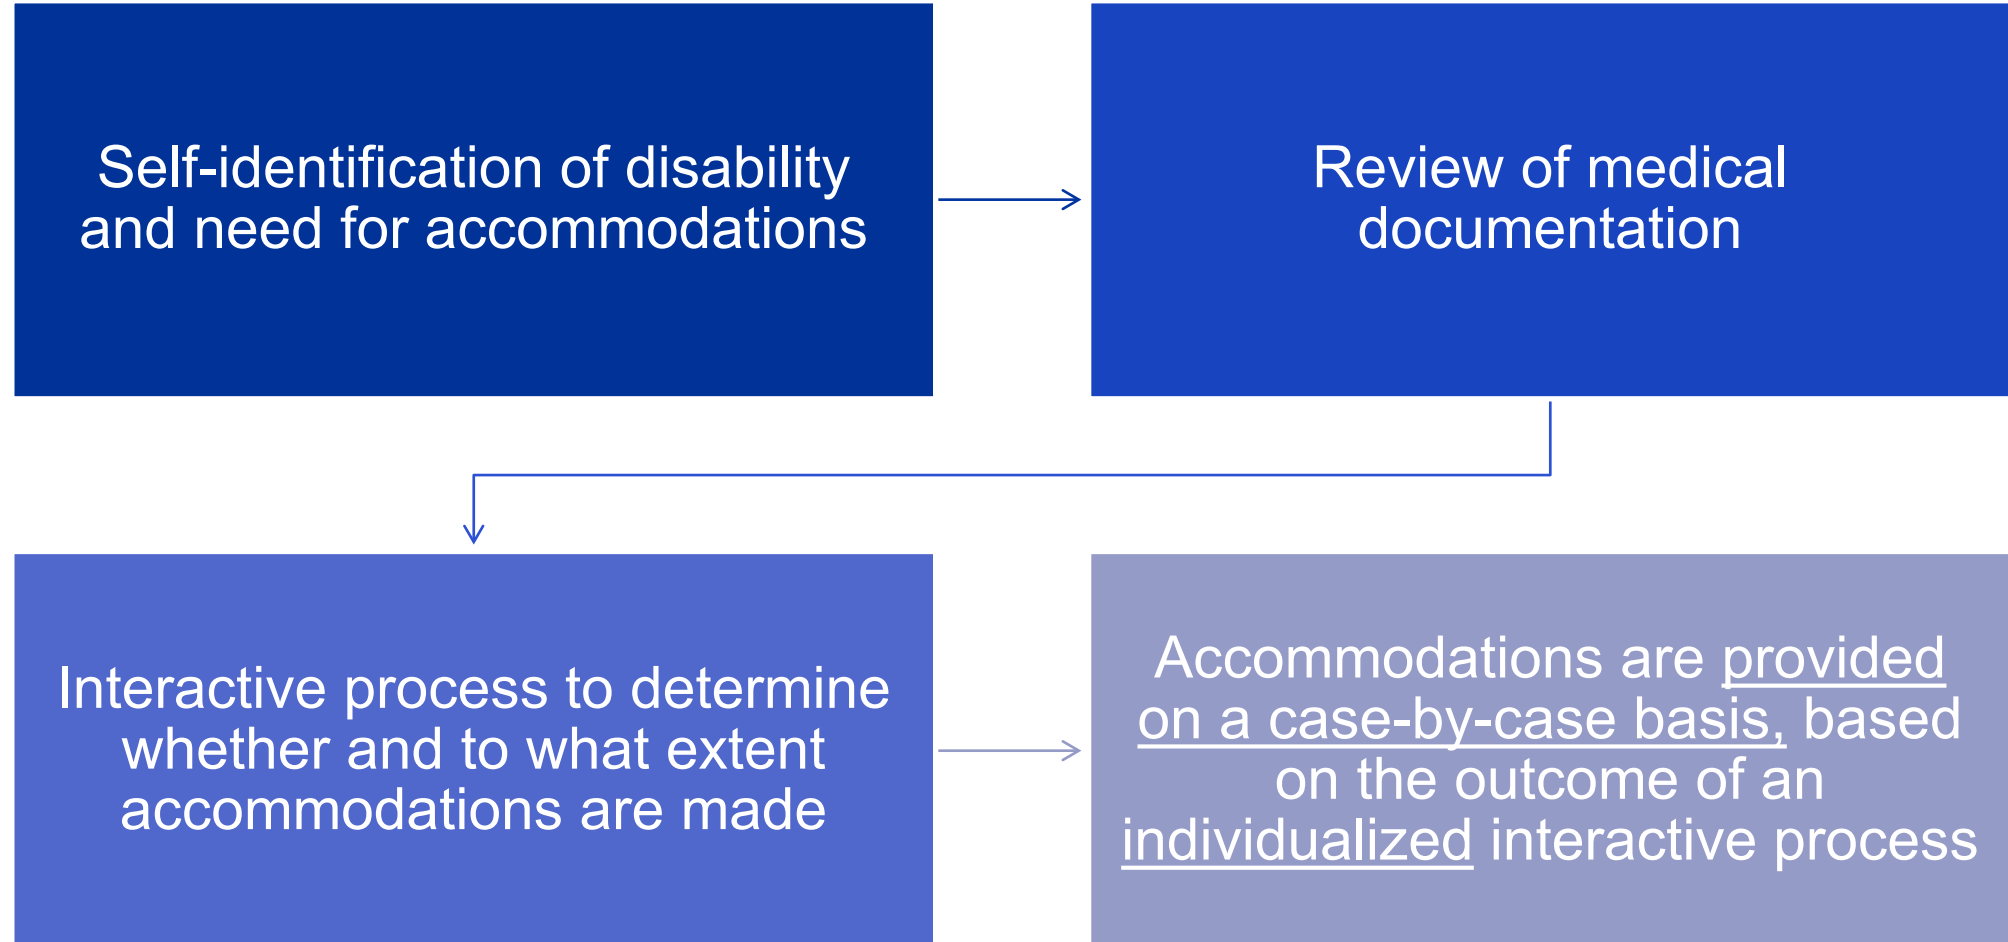 Self-identification of disability
and need for accommodations
Review of medical
documentation
Interactive process to determine
whether and to what extent
accommodations are made
Accommodations are provided
on a case-by-case basis, based
on the outcome of an
individualized interactive process